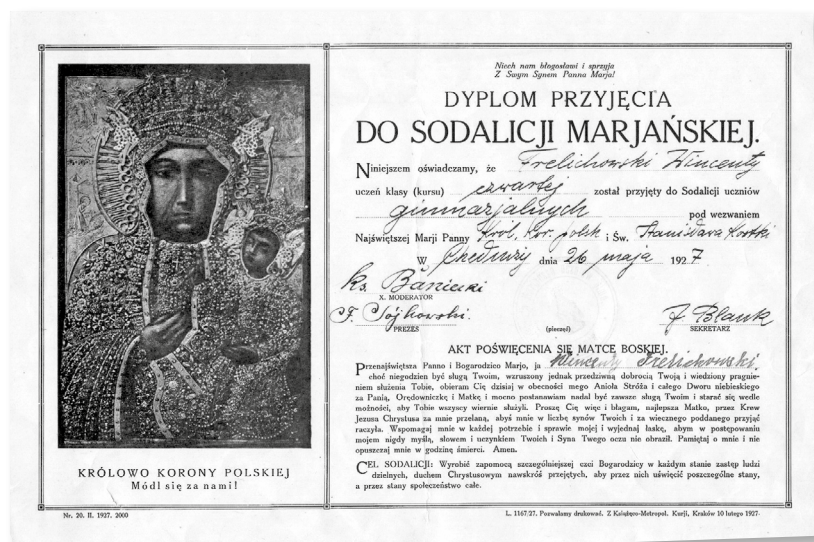 Niech nam błogosławi i sprzyja
Z Swym Synem Panna Marja!
DYPLOM PRZYJĘCIA
DO SODALICJI MARJAŃSKIEJ.
Niniejszem oświadczamy, że Frelichowski Wincenty
uczeń klasy (kursu) czwartej został przyjęty do Sodalicji uczniów
gimnazjalnych pod wezwaniem
Najświętszej Marji Panny Król. Kor. polsk i Św. Stanisława Kostki
W Chełmży dnia 26 maja 1927
ks. Banicki
X. MODERATOR
F. Sójkowski. J. Blank
PREZES (pieczęć) SEKRETARZ
AKT POŚWIĘCENIA SIĘ MATCE BOSKIEJ.
Przenajświętsza Panno i Bogarodzico Marjo, ja Wincenty Frelichowski,
choć niegodzien być sługą Twoim, wzruszony jednak przedziwną dobrocią Twoją i wiedziony pragnie-
niem służenia Tobie, obieram Cię dzisiaj w obecności mego Anioła Stróża i całego Dworu niebieskiego
za Panią, Orędowniczkę i Matkę i mocno postanawiam nadal być zawsze sługą Twoim i starać się wedle
możności, aby Tobie wszyscy wiernie służyli. Proszę Cię więc i błagam, najlepsza Matko, przez Krew
Jezusa Chrystusa za mnie przelaną, abyś mnie w liczbę synów Twoich i za wiecznego poddanego przyjąć
raczyła. Wspomagaj mnie w każdej potrzebie i sprawie mojej i wyjednaj łaskę, abym w postępowaniu
mojem nigdy myślą, słowem i uczynkiem Twoich i Syna Twego oczu nie obraził. Pamiętaj o mnie i nie
opuszczaj mnie w godzinę śmierci. Amen.
CEL SODALICJI: Wyrobić zapomocą szczególniejszej czci Bogarodzicy w każdym stanie zastęp ludzi
dzielnych, duchem Chrystusowym nawskróś przejętych, aby przez nich uświęcić poszczególne stany,
a przez stany społeczeństwo całe.
KRÓLOWO KORONY POLSKIEJ
Módl się za nami!
Nr. 20. II. 1927. 2000
L. 1167/27. Pozwalamy drukować. Z Książęco-Metropol. Kurji, Kraków 10 lutego 1927.